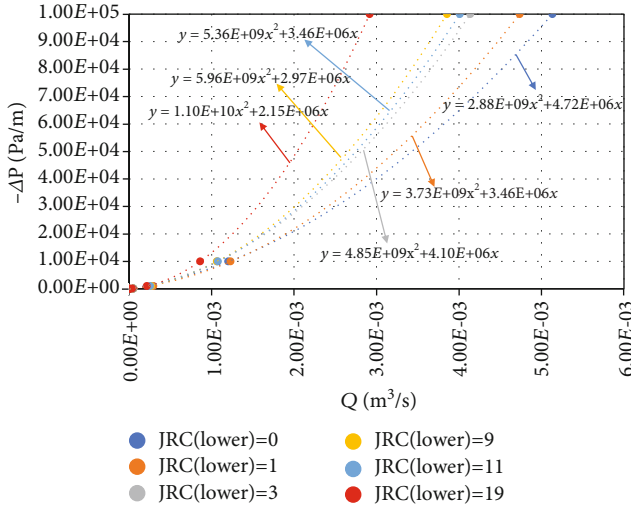 1.00E+05
9.00E+04
8.00E+04
7.00E+04
6.00E+04
5.00E+04
4.00E+04
3.00E+04
2.00E+04
1.00E+04
0.00E+00
−ΔP (Pa/m)
y = 5.36E+09x²+3.46E+06x
y = 5.96E+09x²+2.97E+06x
y = 1.10E+10x²+2.15E+06x
y = 2.88E+09x²+4.72E+06x
y = 3.73E+09x²+3.46E+06x
y = 4.85E+09x²+4.10E+06x
0.00E+00
1.00E-03
2.00E-03
3.00E-03
4.00E-03
5.00E-03
6.00E-03
Q (m³/s)
JRC(lower)=0
JRC(lower)=1
JRC(lower)=3
JRC(lower)=9
JRC(lower)=11
JRC(lower)=19